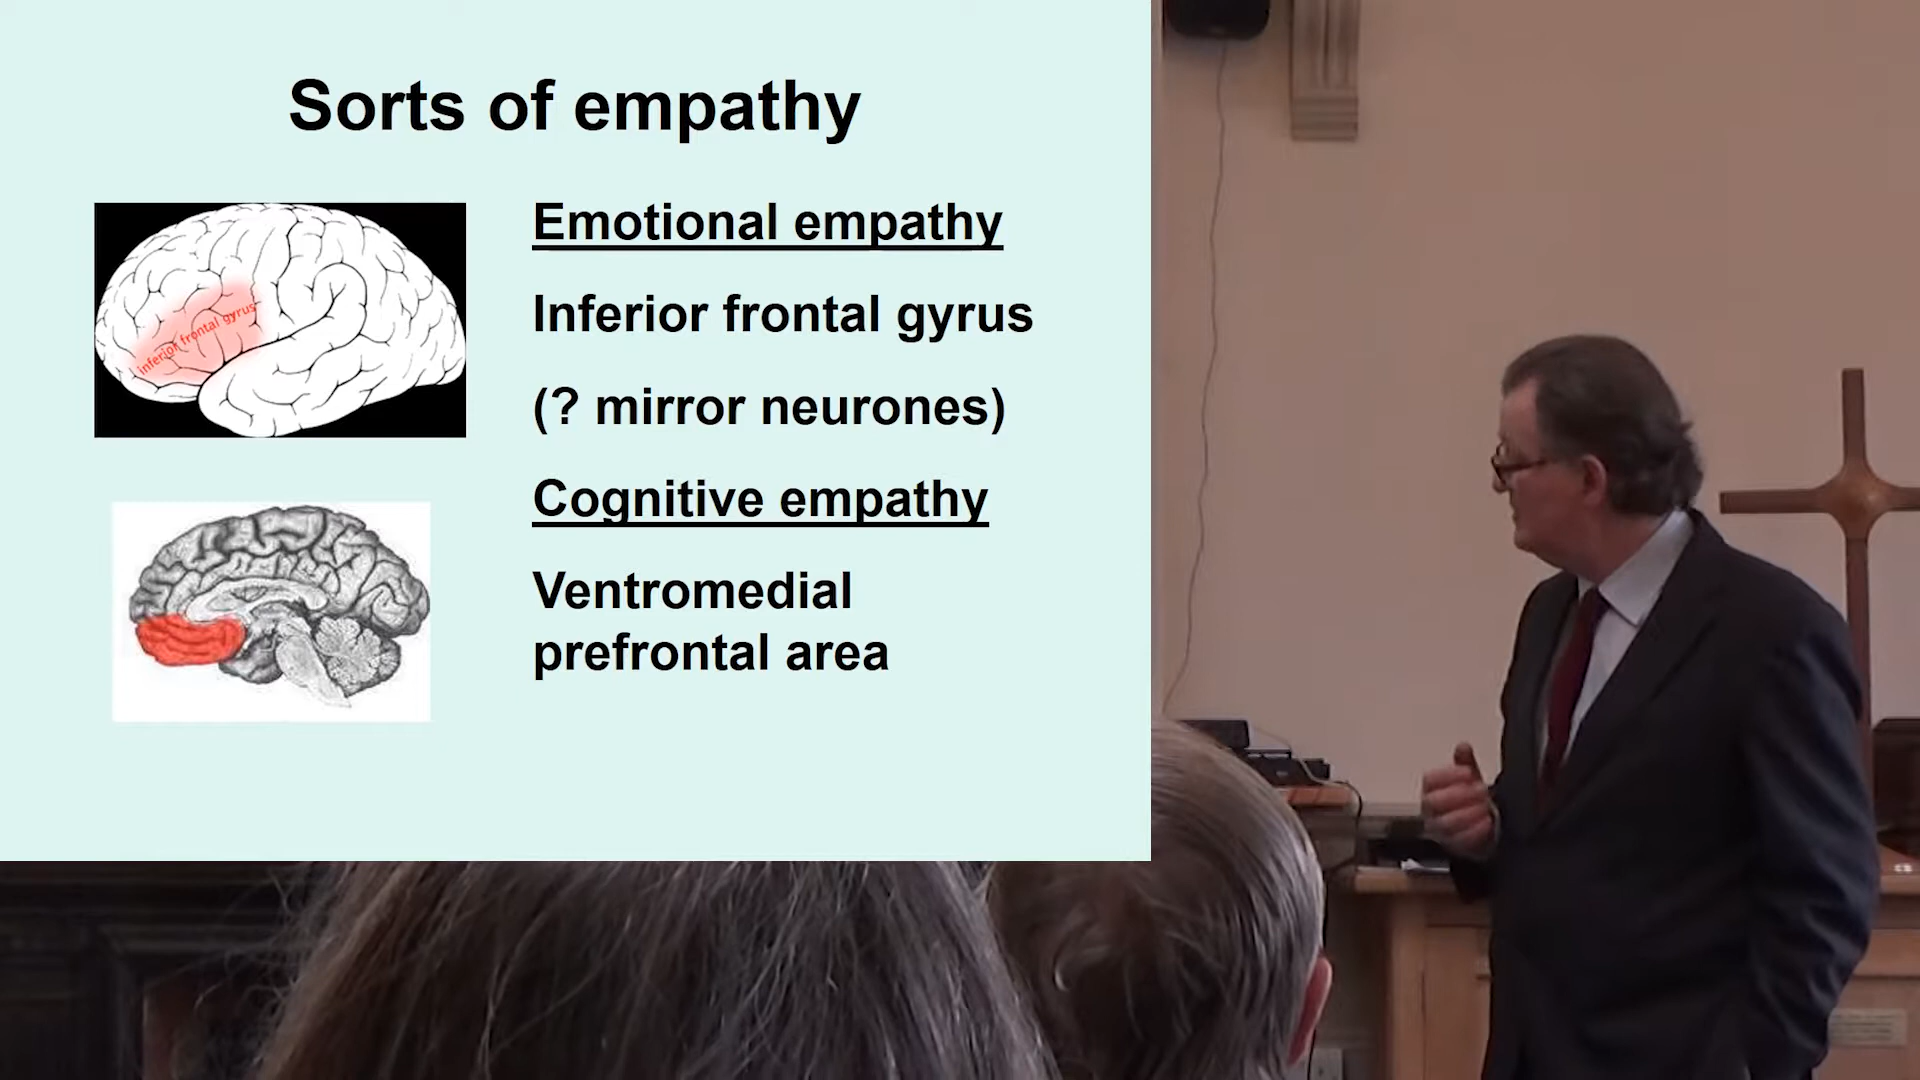 Sorts of empathy
Emotional empathy
Inferior frontal gyrus
(? mirror neurones)
Cognitive empathy
Ventromedial
prefrontal area
inferior frontal gyrus